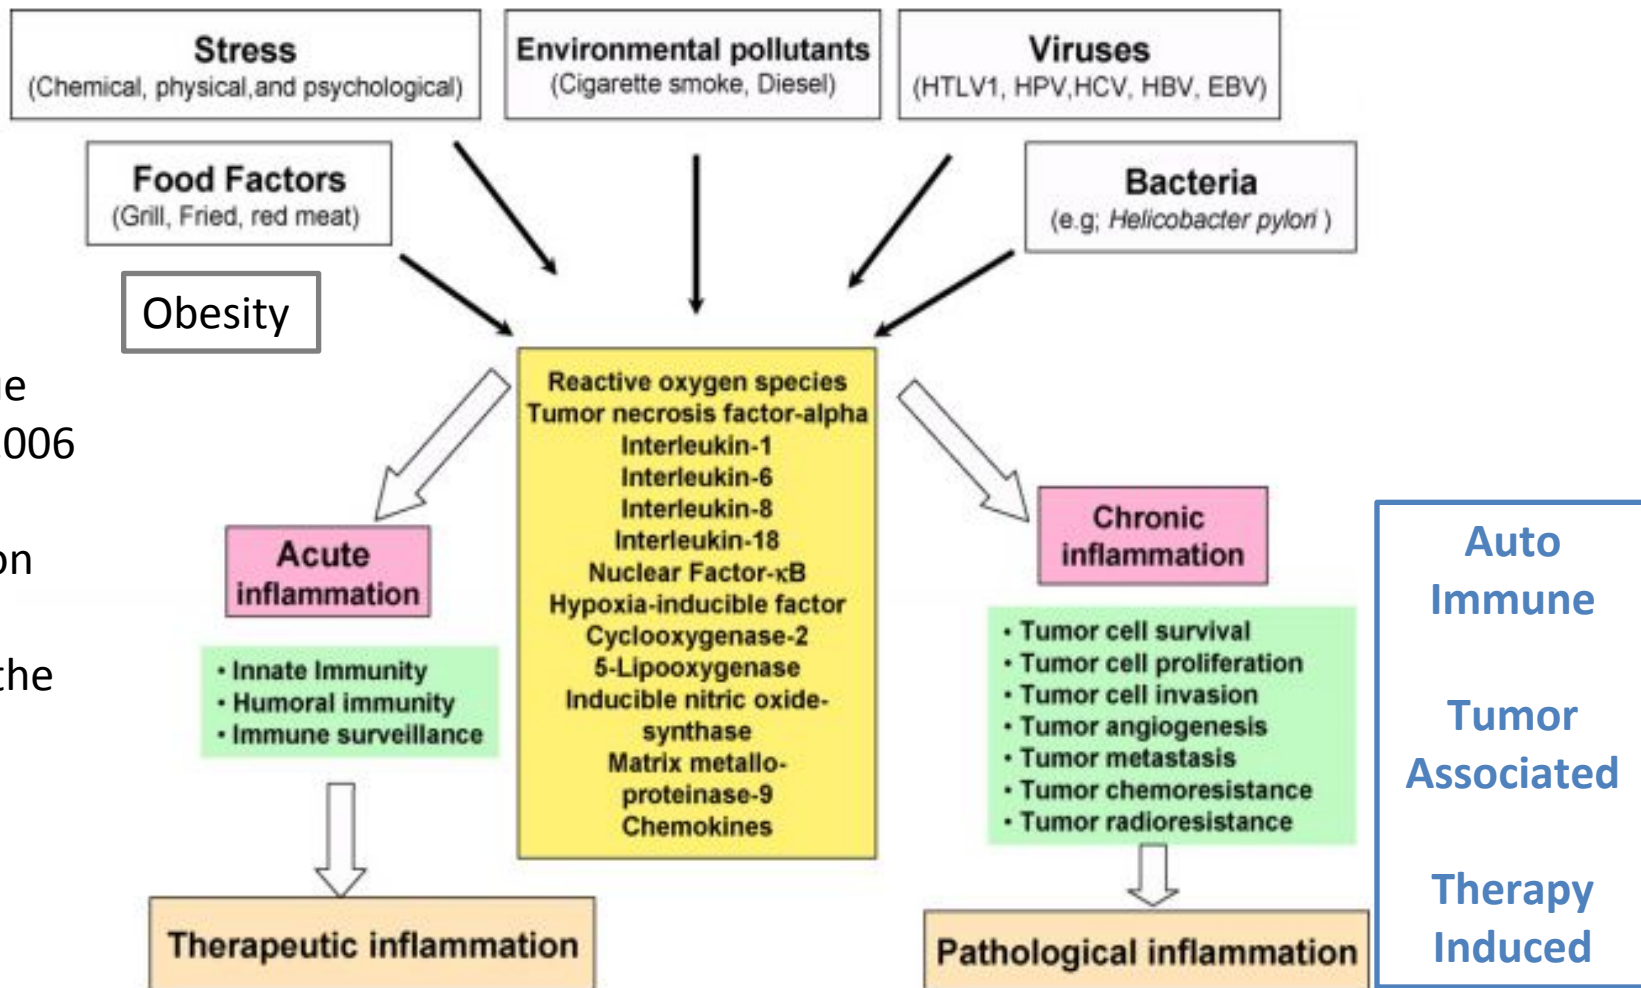 Stress
(Chemical, physical,and psychological)
Environmental pollutants
(Cigarette smoke, Diesel)
Viruses
(HTLV1, HPV,HCV, HBV, EBV)
Food Factors
(Grill, Fried, red meat)
Bacteria
(e.g; Helicobacter pylori )
Obesity
ue
006
on
the
Reactive oxygen species
Tumor necrosis factor-alpha
Interleukin-1
Interleukin-6
Interleukin-8
Interleukin-18
Nuclear Factor-κB
Hypoxia-inducible factor
Cyclooxygenase-2
5-Lipooxygenase
Inducible nitric oxide-
synthase
Matrix metallo-
proteinase-9
Chemokines
Acute
inflammation
• Innate Immunity
• Humoral immunity
• Immune surveillance
Therapeutic inflammation
Chronic
inflammation
• Tumor cell survival
• Tumor cell proliferation
• Tumor cell invasion
• Tumor angiogenesis
• Tumor metastasis
• Tumor chemoresistance
• Tumor radioresistance
Pathological inflammation
Auto
Immune
Tumor
Associated
Therapy
Induced